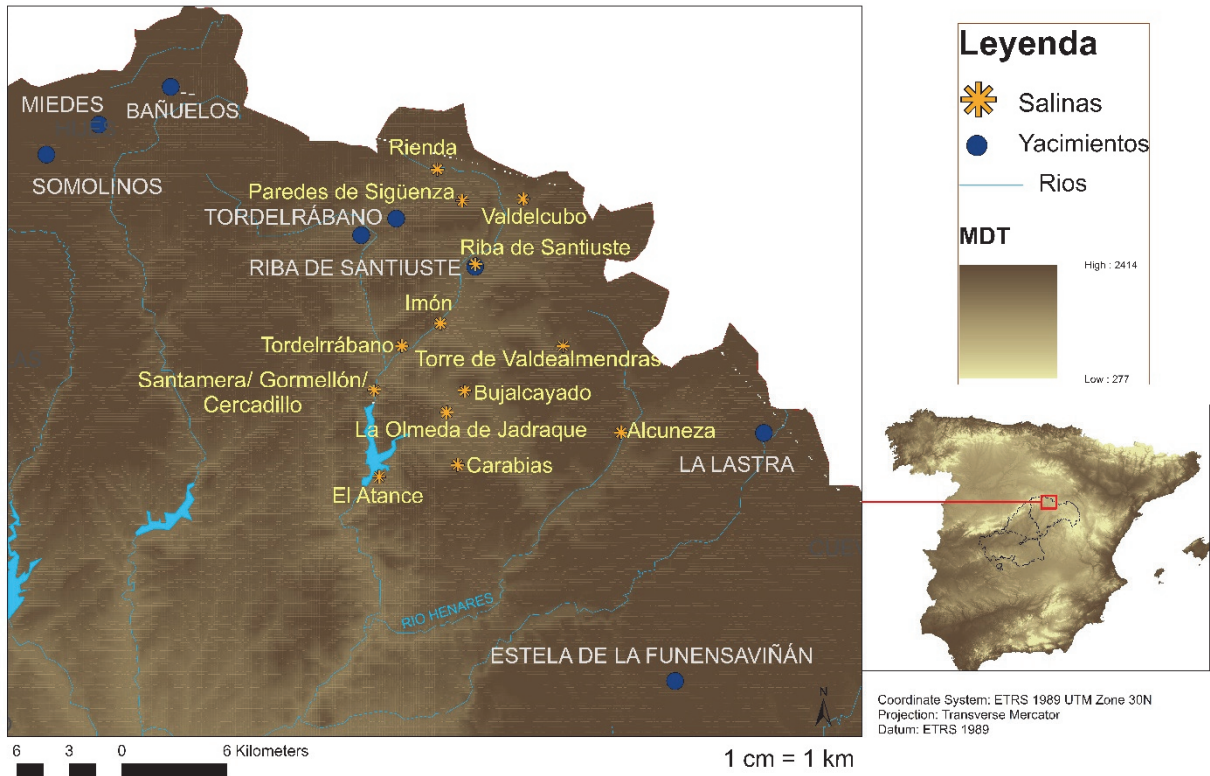 MIEDES
BAÑUELOS
SOMOLINOS
Rienda
Paredes de Sigüenza
Valdelcubo
TORDELRÁBANO
Riba de Santiuste
RIBA DE SANTIUSTE
Imón
Tordelrrábano
Torre de Valdealmendras
Santamera/ Gormellón/
Cercadillo
Bujalcayado
La Olmeda de Jadraque
Alcuneza
Carabias
LA LASTRA
El Atance
RIO HENARES
ESTELA DE LA FUNENSAVIÑÁN
N
6 3 0 6 Kilometers
1 cm = 1 km
Leyenda
Salinas
Yacimientos
Rios
MDT
High : 2414
Low : 277
Coordinate System: ETRS 1989 UTM Zone 30N
Projection: Transverse Mercator
Datum: ETRS 1989